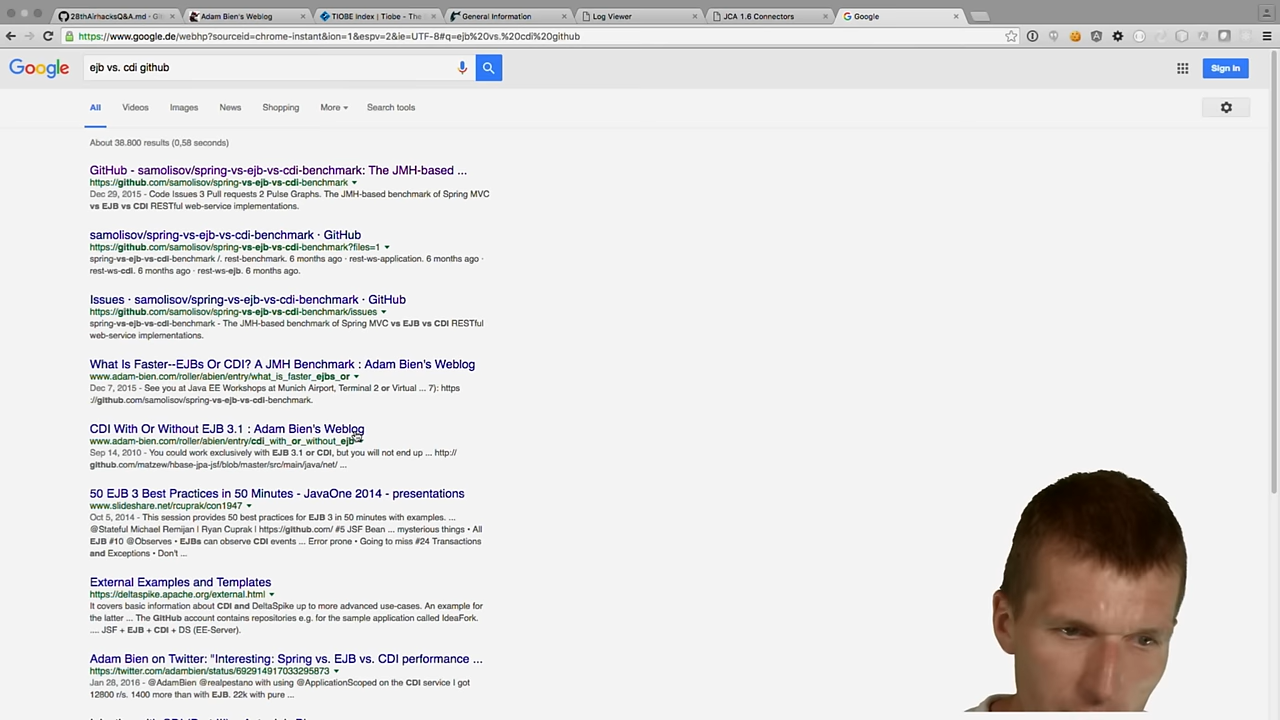 28thAirhacksQ&A.md · Gi
Adam Bien's Weblog
TIOBE Index | Tiobe - The
General Information
Log Viewer
JCA 1.6 Connectors
Google
https://www.google.de/webhp?sourceid=chrome-instant&ion=1&espv=2&ie=UTF-8#q=ejb%20vs.%20cdi%20github
Google
ejb vs. cdi github
Sign in
All Videos Images News Shopping More Search tools
About 38.800 results (0,58 seconds)
GitHub - samolisov/spring-vs-ejb-vs-cdi-benchmark: The JMH-based ...
https://github.com/samolisov/spring-vs-ejb-vs-cdi-benchmark
Dec 29, 2015 - Code Issues 3 Pull requests 2 Pulse Graphs. The JMH-based benchmark of Spring MVC
vs EJB vs CDI RESTful web-service implementations.
samolisov/spring-vs-ejb-vs-cdi-benchmark · GitHub
https://github.com/samolisov/spring-vs-ejb-vs-cdi-benchmark?files=1
spring-vs-ejb-vs-cdi-benchmark /. rest-benchmark. 6 months ago · rest-ws-application. 6 months ago ·
rest-ws-cdi. 6 months ago · rest-ws-ejb. 6 months ago.
Issues · samolisov/spring-vs-ejb-vs-cdi-benchmark · GitHub
https://github.com/samolisov/spring-vs-ejb-vs-cdi-benchmark/issues
spring-vs-ejb-vs-cdi-benchmark - The JMH-based benchmark of Spring MVC vs EJB vs CDI RESTful
web-service implementations.
What Is Faster--EJBs Or CDI? A JMH Benchmark : Adam Bien's Weblog
www.adam-bien.com/roller/abien/entry/what_is_faster_ejbs_or
Dec 7, 2015 - See you at Java EE Workshops at Munich Airport, Terminal 2 or Virtual ... 7): https
://github.com/samolisov/spring-vs-ejb-vs-cdi-benchmark.
CDI With Or Without EJB 3.1 : Adam Bien's Weblog
www.adam-bien.com/roller/abien/entry/cdi_with_or_without_ejb
Sep 14, 2010 - You could work exclusively with EJB 3.1 or CDI, but you will not end up ... http://
github.com/matzew/hbase-jpa-jsf/blob/master/src/main/java/net/ ...
50 EJB 3 Best Practices in 50 Minutes - JavaOne 2014 - presentations
www.slideshare.net/rcuprak/con1947
Oct 5, 2014 - This session provides 50 best practices for EJB 3 in 50 minutes with examples. ...
@Stateful Michael Remijan | Ryan Cuprak | https://github.com/ #5 JSF Bean ... mysterious things • All
EJB #10 @Observes • EJBs can observe CDI events ... Error prone • Going to miss #24 Transactions
and Exceptions • Don't ...
External Examples and Templates
https://deltaspike.apache.org/external.html
It covers basic information about CDI and DeltaSpike up to more advanced use-cases. An example for
the latter ... The GitHub account contains repositories e.g. for the sample application called IdeaFork.
.... JSF + EJB + CDI + DS (EE-Server).
Adam Bien on Twitter: "Interesting: Spring vs. EJB vs. CDI performance ...
https://twitter.com/adambien/status/692914917033295873
Jan 28, 2016 - @AdamBien @realpestano with using @ApplicationScoped on the CDI service I got
12800 r/s. 1400 more than with EJB. 22k with pure ...